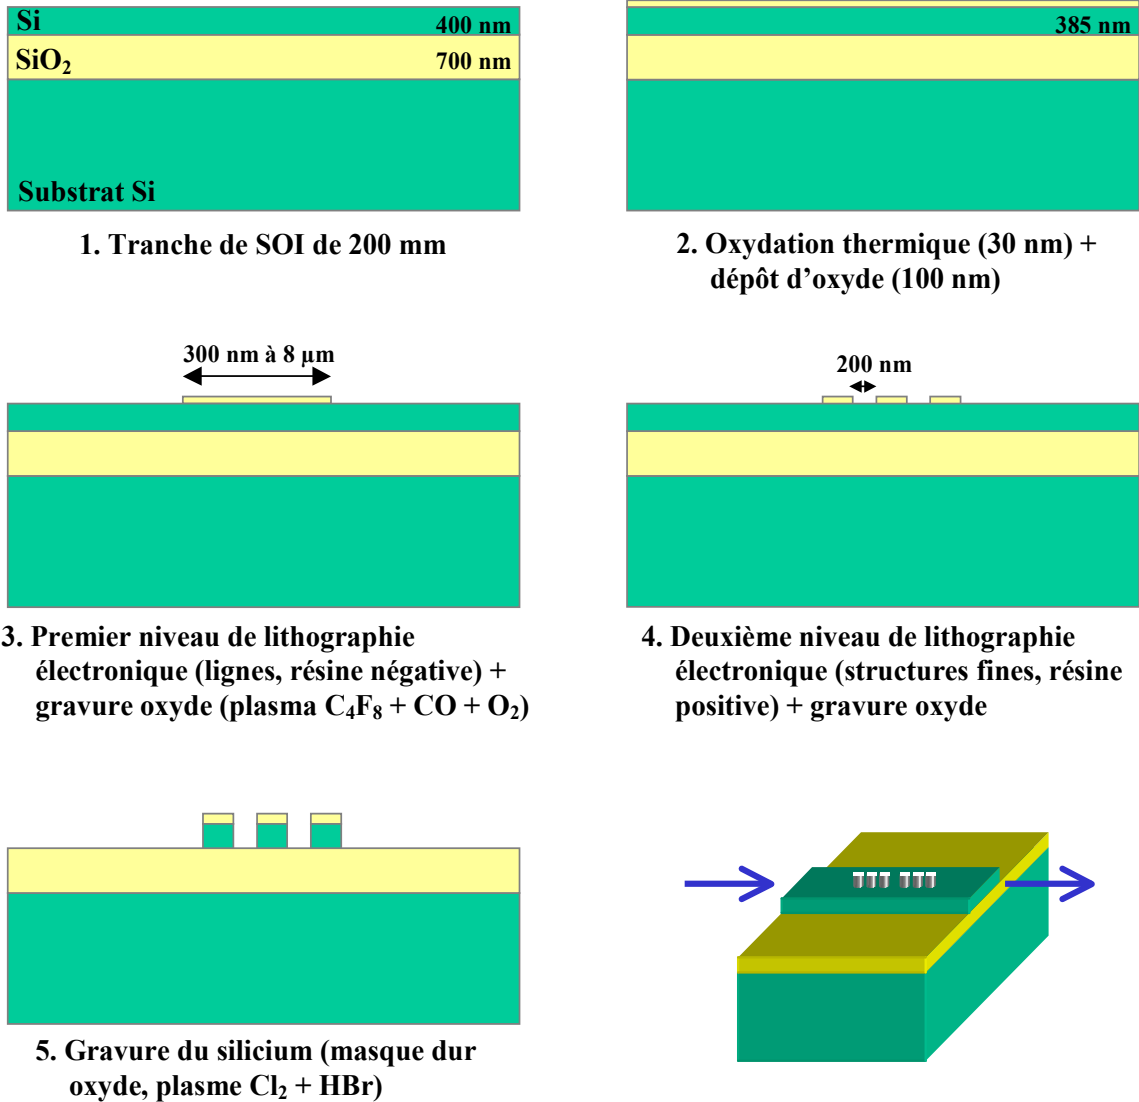 Si
400 nm
SiO₂
700 nm
Substrat Si
1. Tranche de SOI de 200 mm
385 nm
2. Oxydation thermique (30 nm) +
dépôt d’oxyde (100 nm)
300 nm à 8 µm
3. Premier niveau de lithographie
électronique (lignes, résine négative) +
gravure oxyde (plasma C₄F₈ + CO + O₂)
200 nm
4. Deuxième niveau de lithographie
électronique (structures fines, résine
positive) + gravure oxyde
5. Gravure du silicium (masque dur
oxyde, plasme Cl₂ + HBr)